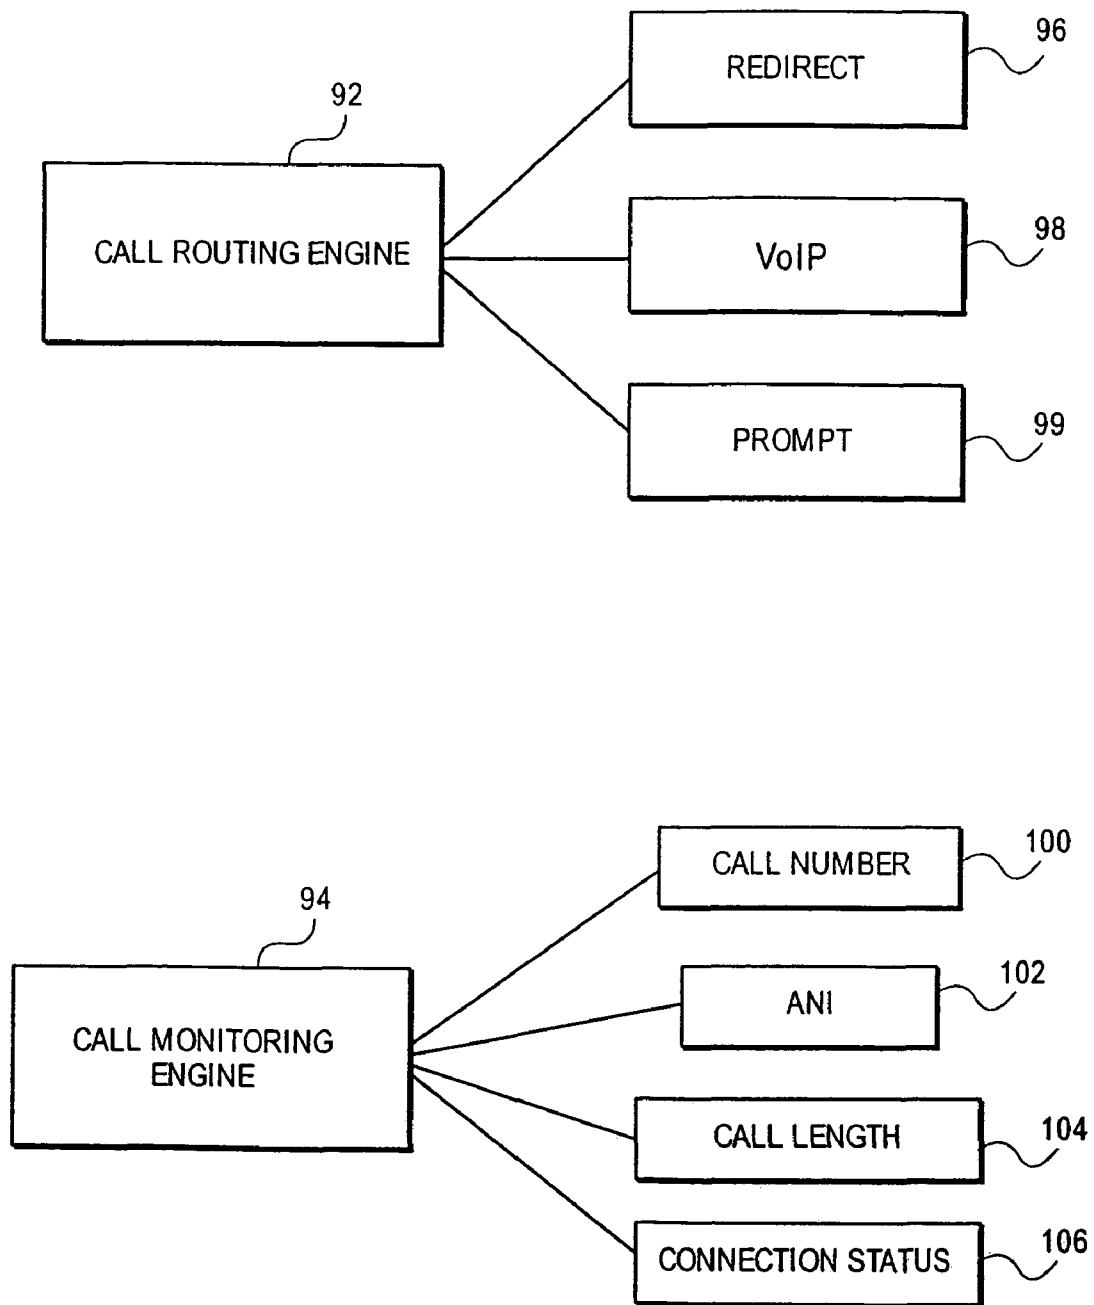 96
REDIRECT
92
CALL ROUTING ENGINE
98
VoIP
99
PROMPT
100
CALL NUMBER
94
102
ANI
CALL MONITORING
ENGINE
104
CALL LENGTH
106
CONNECTION STATUS